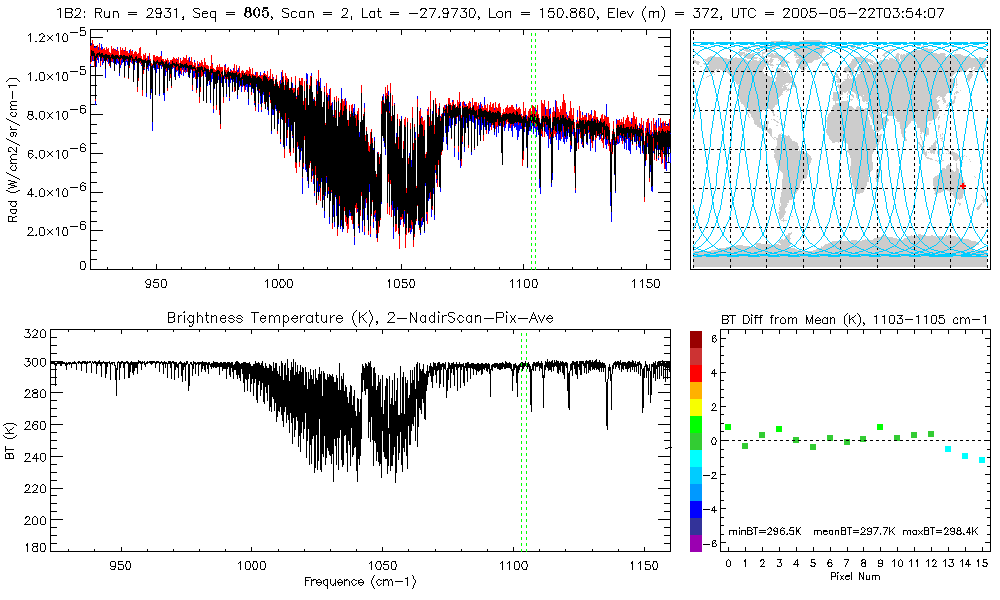 1B2: Run = 2931, Seq = 805, Scan = 2, Lat = −27.9730, Lon = 150.860, Elev (m) = 372, UTC = 2005−05−22T03:54:07
1.2×10−5
1.0×10−5
8.0×10−6
6.0×10−6
4.0×10−6
2.0×10−6
0
Rad (W/cm2/sr/cm−1)
950 1000 1050 1100 1150
Brightness Temperature (K), 2−NadirScan−Pix−Ave
320
300
280
260
240
220
200
180
BT (K)
950 1000 1050 1100 1150
Frequence (cm−1)
BT Diff from Mean (K), 1103−1105 cm−1
6
4
2
0
−2
−4
−6
minBT=296.5K meanBT=297.7K maxBT=298.4K
0 1 2 3 4 5 6 7 8 9 10 11 12 13 14 15
Pixel Num